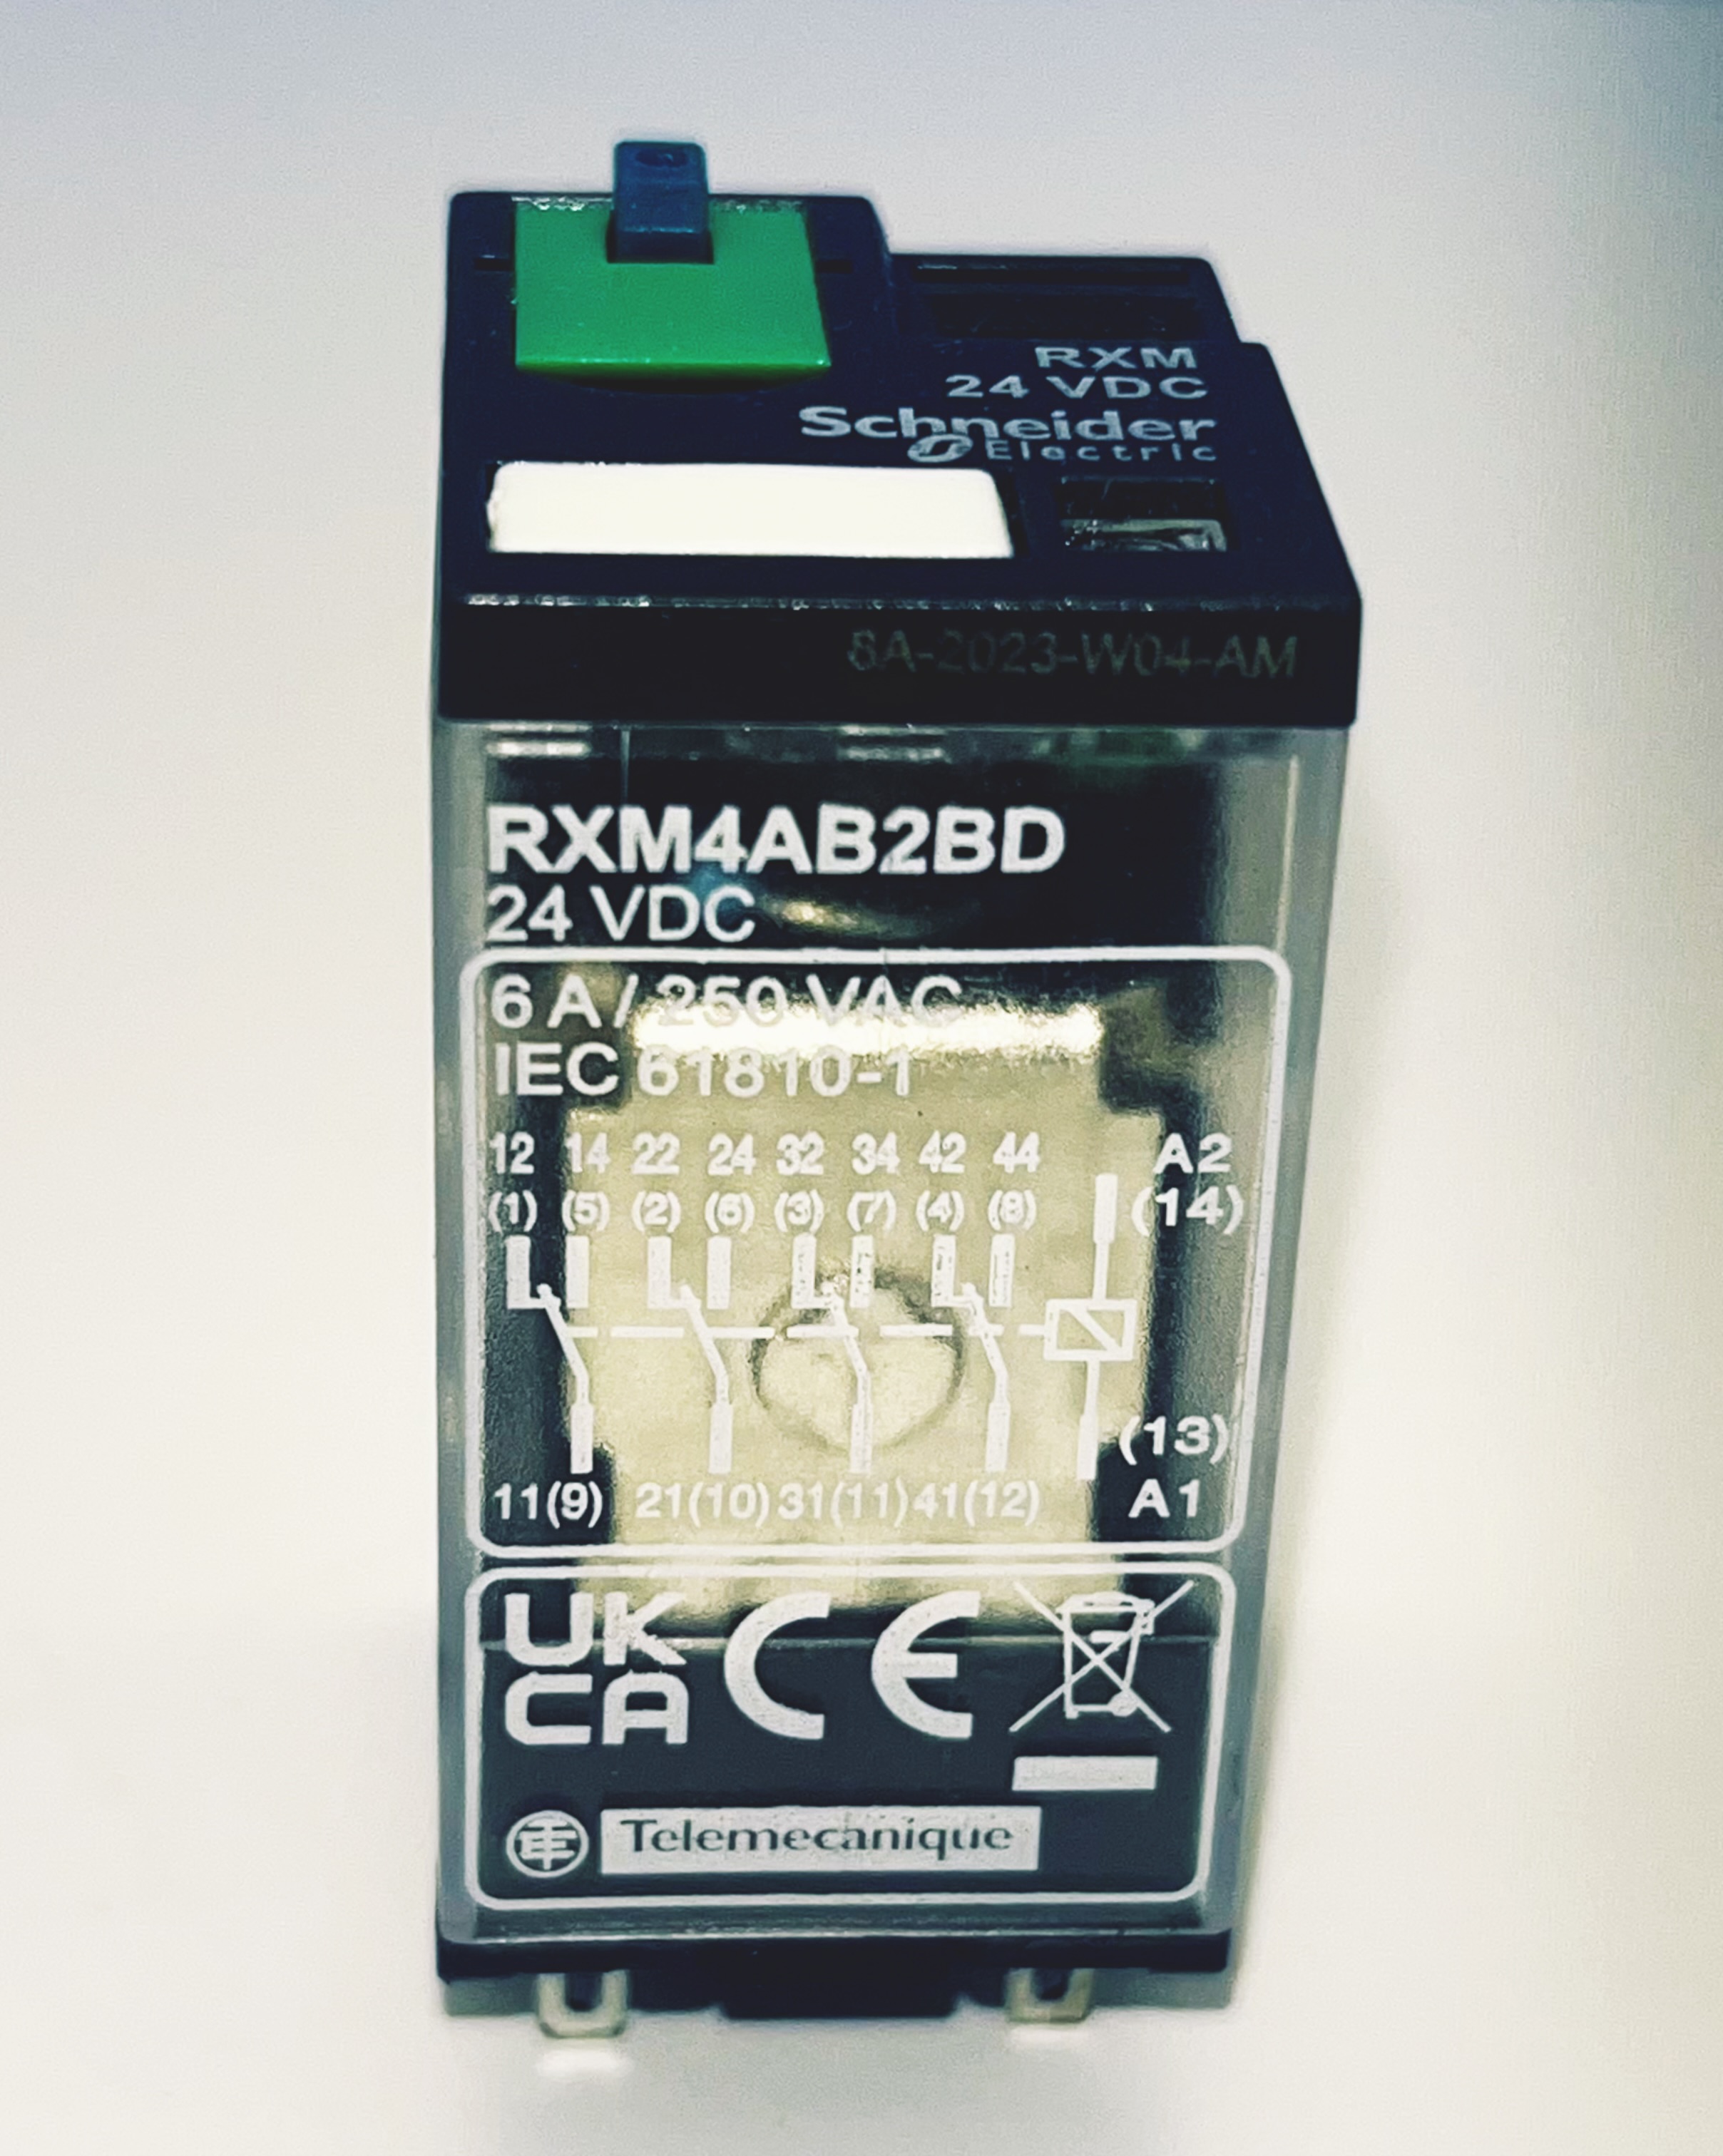 RXM
24 VDC
Schneider
Electric
8A-2023-W04-AM
RXM4AB2BD
24 VDC
6 A / 250 VAC
IEC 61810-1
12 14 22 24 32 34 42 44 A2
(1) (5) (2) (6) (3) (7) (4) (8) (14)
(13)
11(9) 21(10) 31(11) 41(12) A1
UK
CA CE
Telemecanique